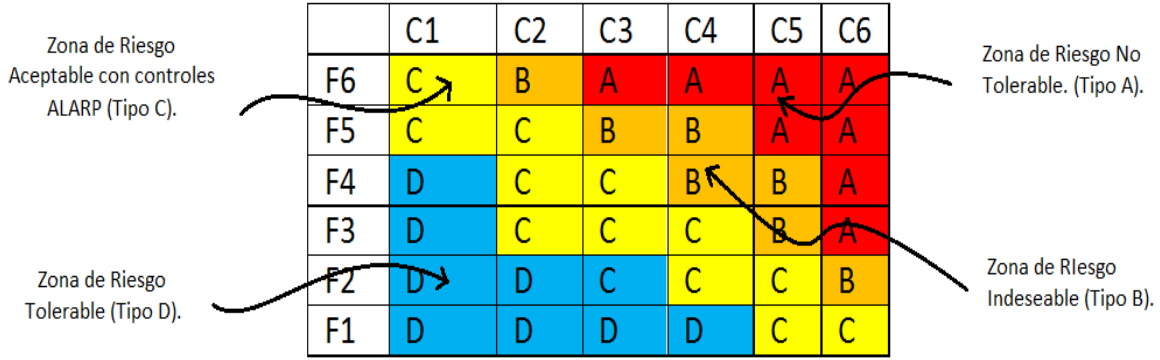 Zona de Riesgo
Aceptable con controles
ALARP (Tipo C).
Zona de Riesgo
Tolerable (Tipo D).
C1 C2 C3 C4 C5 C6
F6 C B A A A A
F5 C C B B A A
F4 D C C B B A
F3 D C C C B A
F2 D D C C C B
F1 D D D D C C
Zona de Riesgo No
Tolerable. (Tipo A).
Zona de RIesgo
Indeseable (Tipo B).